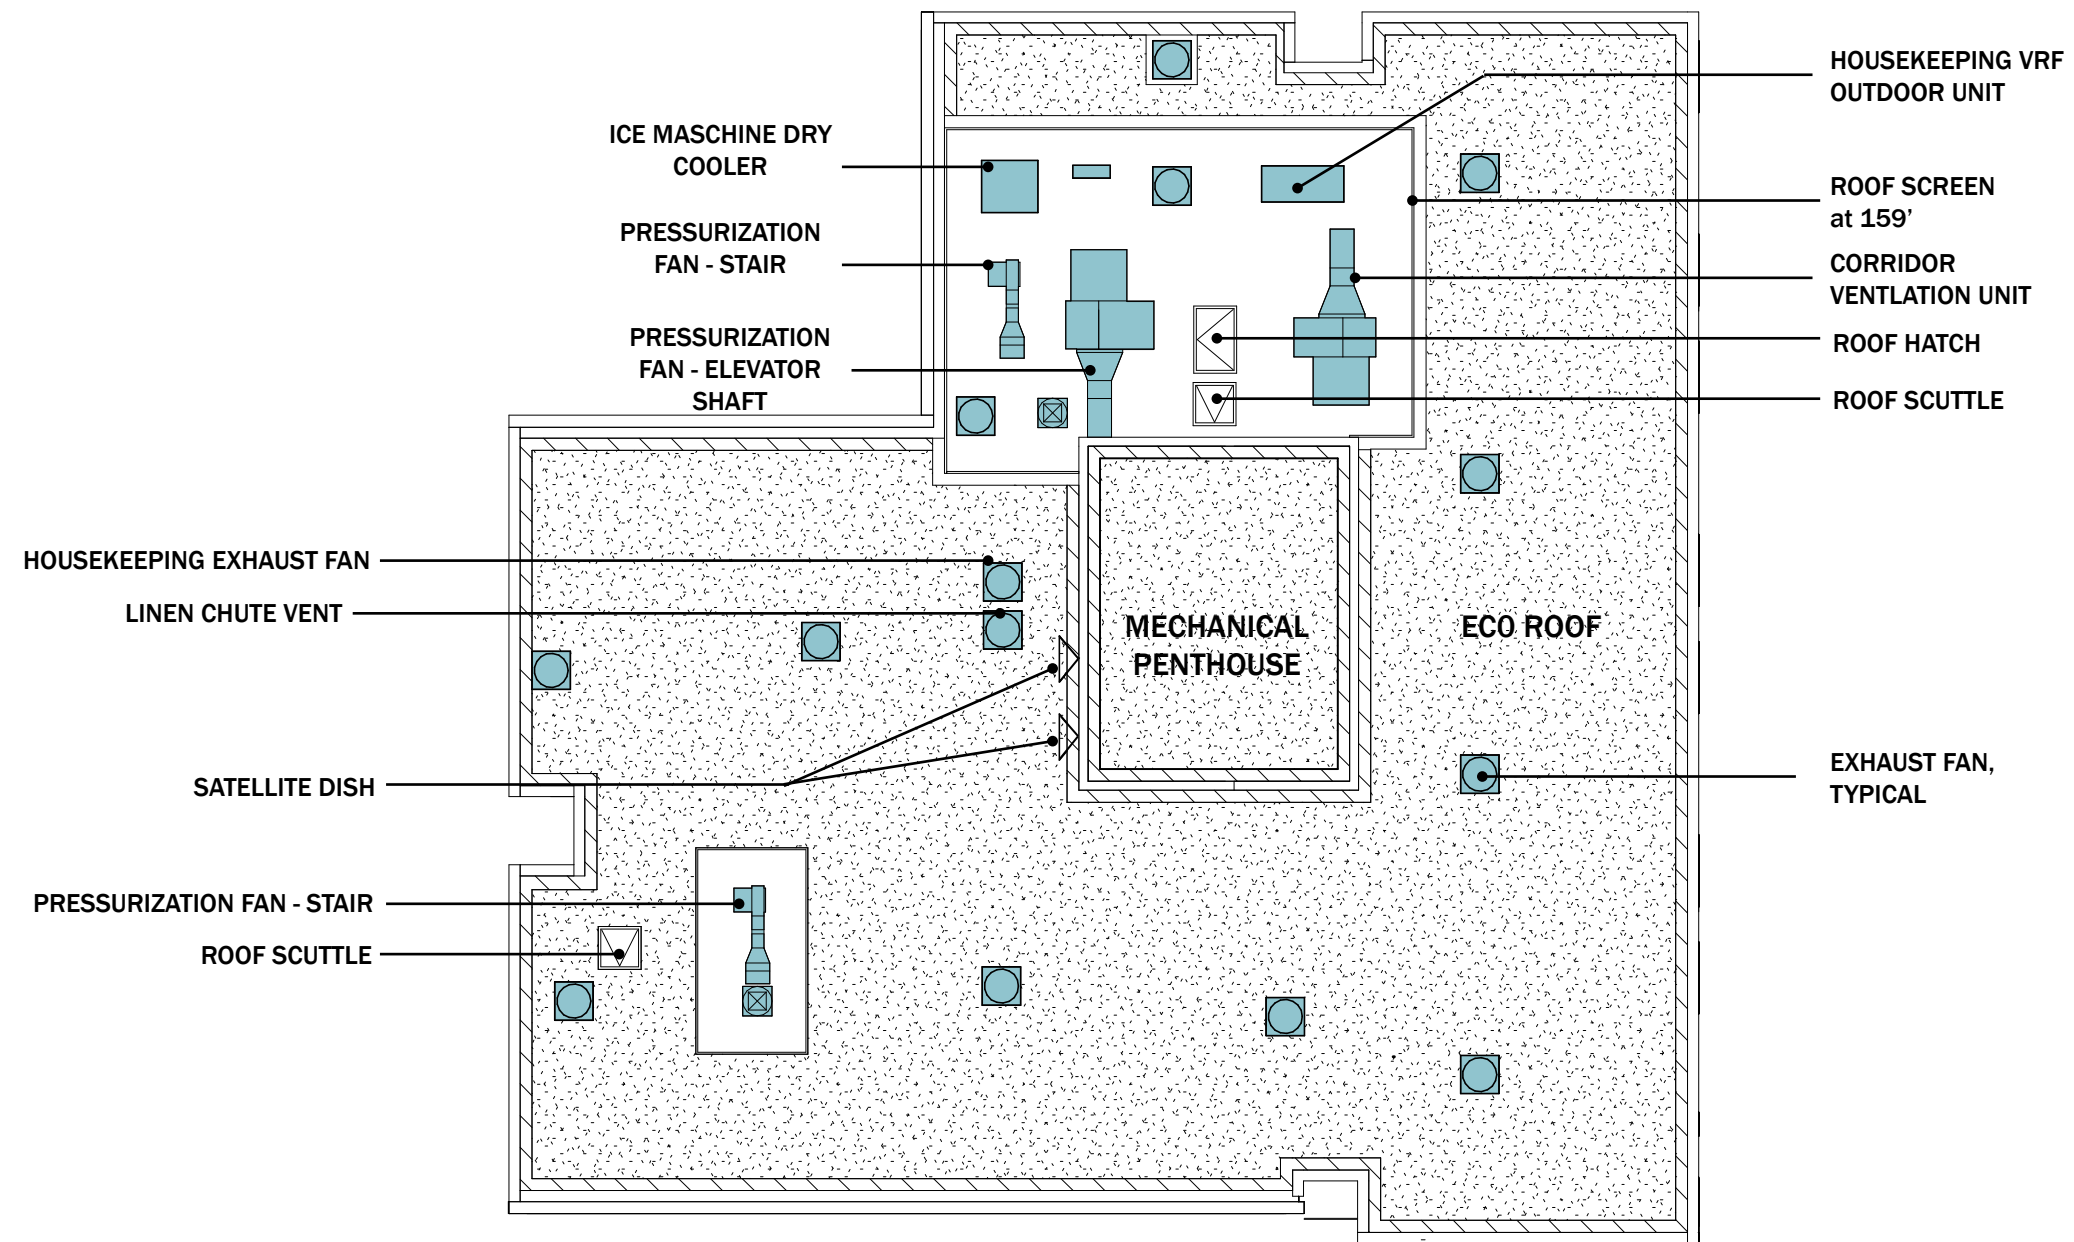 HOUSEKEEPING VRF
OUTDOOR UNIT
ICE MASCHINE DRY
COOLER
ROOF SCREEN
at 159’
PRESSURIZATION
FAN - STAIR
CORRIDOR
VENTLATION UNIT
PRESSURIZATION
FAN - ELEVATOR
SHAFT
ROOF HATCH
ROOF SCUTTLE
HOUSEKEEPING EXHAUST FAN
LINEN CHUTE VENT
MECHANICAL
PENTHOUSE
ECO ROOF
SATELLITE DISH
EXHAUST FAN,
TYPICAL
PRESSURIZATION FAN - STAIR
ROOF SCUTTLE